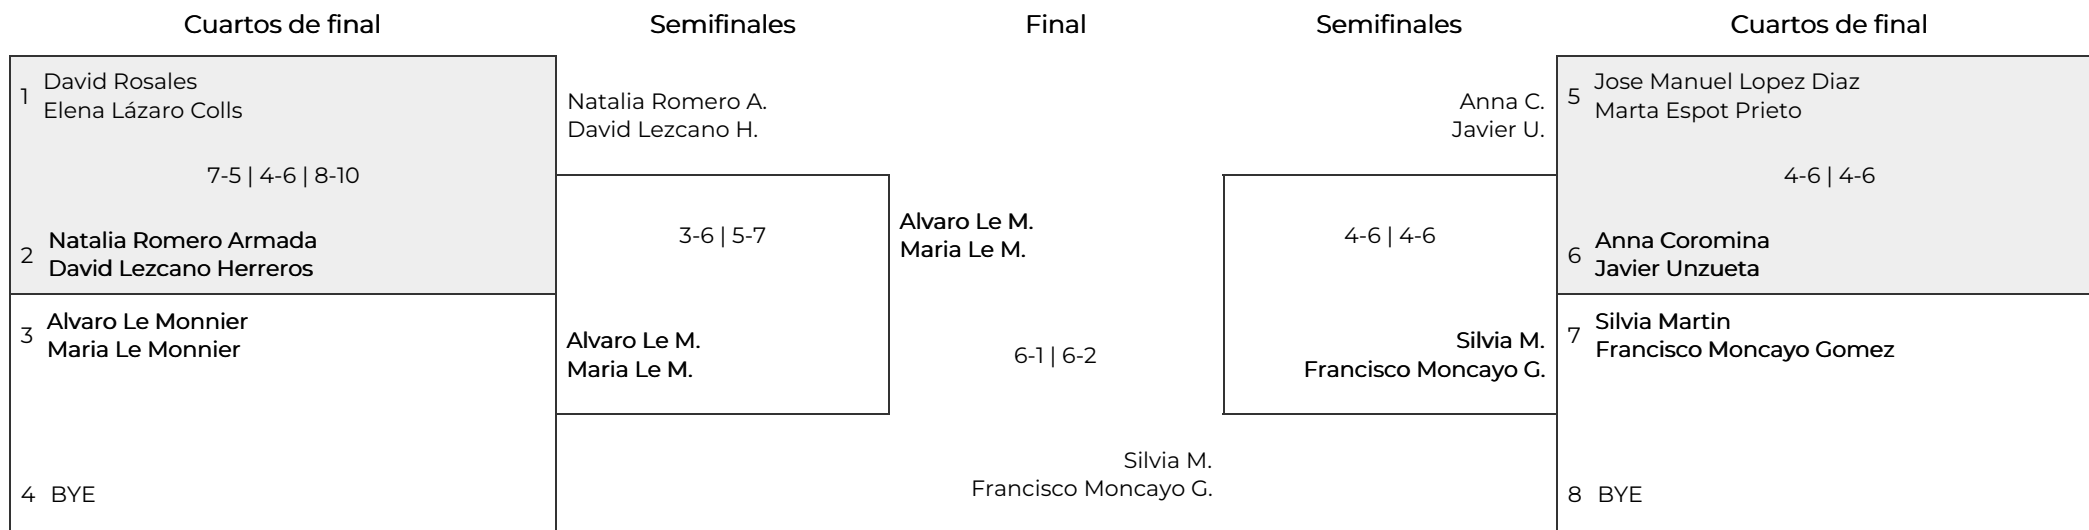 Cuartos de final
Semifinales
Final
Semifinales
Cuartos de final
1
David Rosales
Elena Lázaro Colls
7-5 | 4-6 | 8-10
2
Natalia Romero Armada
David Lezcano Herreros
3
Alvaro Le Monnier
Maria Le Monnier
4 BYE
Natalia Romero A.
David Lezcano H.
3-6 | 5-7
Alvaro Le M.
Maria Le M.
Alvaro Le M.
Maria Le M.
6-1 | 6-2
Silvia M.
Francisco Moncayo G.
Anna C.
Javier U.
4-6 | 4-6
Silvia M.
Francisco Moncayo G.
5
Jose Manuel Lopez Diaz
Marta Espot Prieto
4-6 | 4-6
6
Anna Coromina
Javier Unzueta
7
Silvia Martin
Francisco Moncayo Gomez
8 BYE